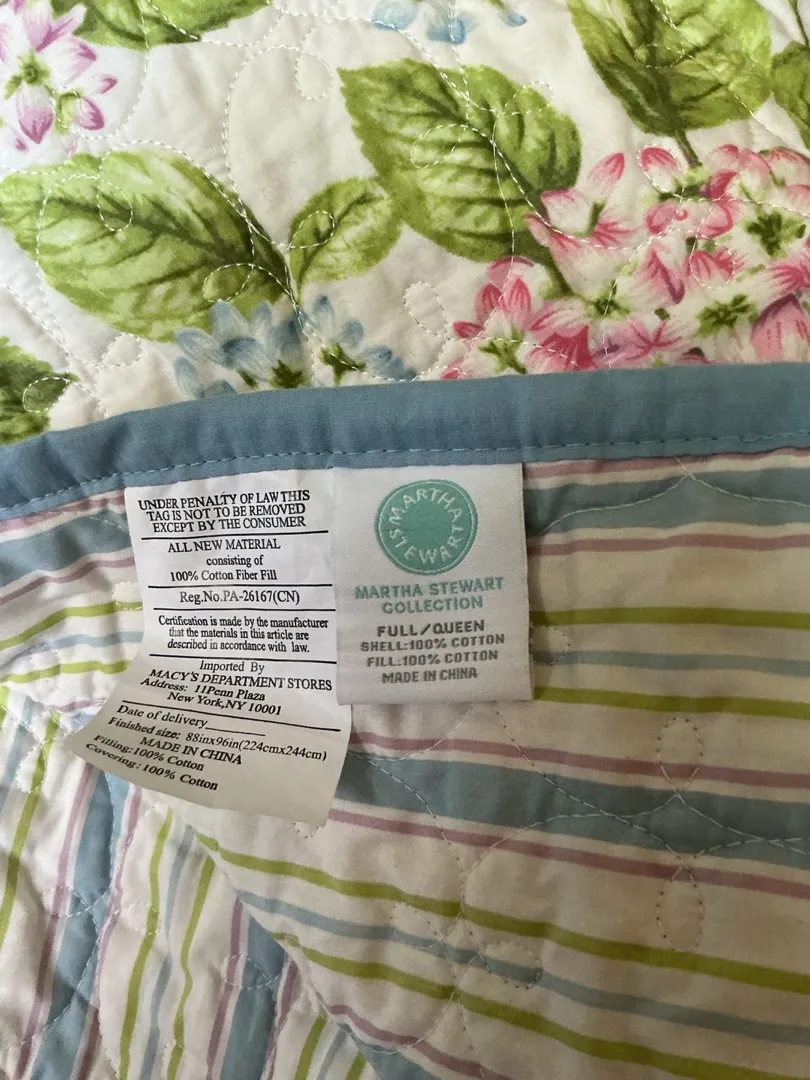 UNDER PENALTY OF LAW THIS
TAG IS NOT TO BE REMOVED
EXCEPT BY THE CONSUMER
ALL NEW MATERIAL
consisting of
100% Cotton Fiber Fill
Reg.No.PA-26167(CN)
Certification is made by the manufacturer
that the materials in this article are
described in accordance with law.
Imported By
MACY'S DEPARTMENT STORES
Address: 11Penn Plaza
New York,NY 10001
Date of delivery
Finished size: 88inx96in(224cmx244cm)
MADE IN CHINA
Filling:100% Cotton
Covering:100% Cotton
MARTHA
STEWART
MARTHA STEWART
COLLECTION
FULL/QUEEN
SHELL:100% COTTON
FILL:100% COTTON
MADE IN CHINA